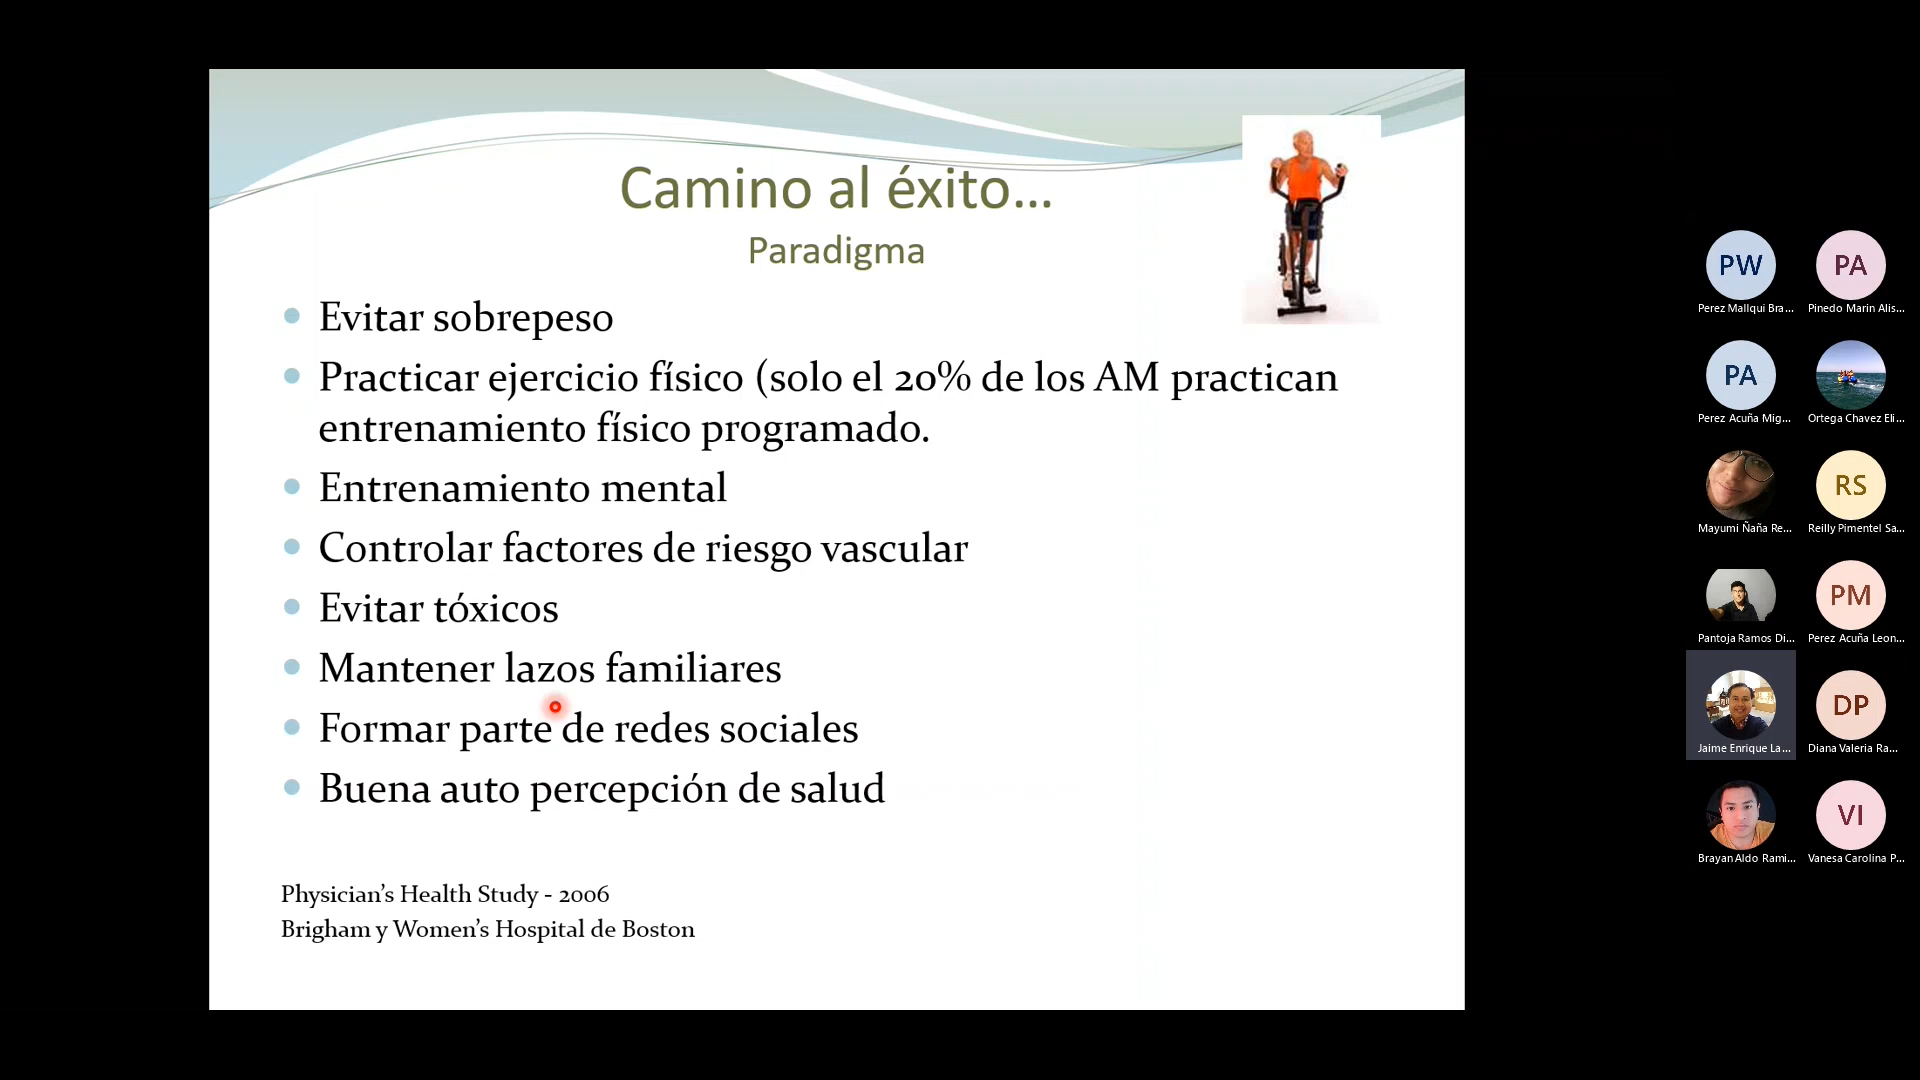 Camino al éxito...
Paradigma
Evitar sobrepeso
Practicar ejercicio físico (solo el 20% de los AM practican
entrenamiento físico programado.
Entrenamiento mental
Controlar factores de riesgo vascular
Evitar tóxicos
Mantener lazos familiares
Formar parte de redes sociales
Buena auto percepción de salud
Physician’s Health Study - 2006
Brigham y Women’s Hospital de Boston
PW
PA
Perez Mallqui Bra...
Pinedo Marin Alis...
PA
Perez Acuña Mig...
Ortega Chavez Eli...
RS
Mayumi Ñaña Re...
Reilly Pimentel Sa...
PM
Pantoja Ramos Di...
Perez Acuña Leon...
DP
Jaime Enrique La...
Diana Valeria Ra...
VI
Brayan Aldo Rami...
Vanesa Carolina P...